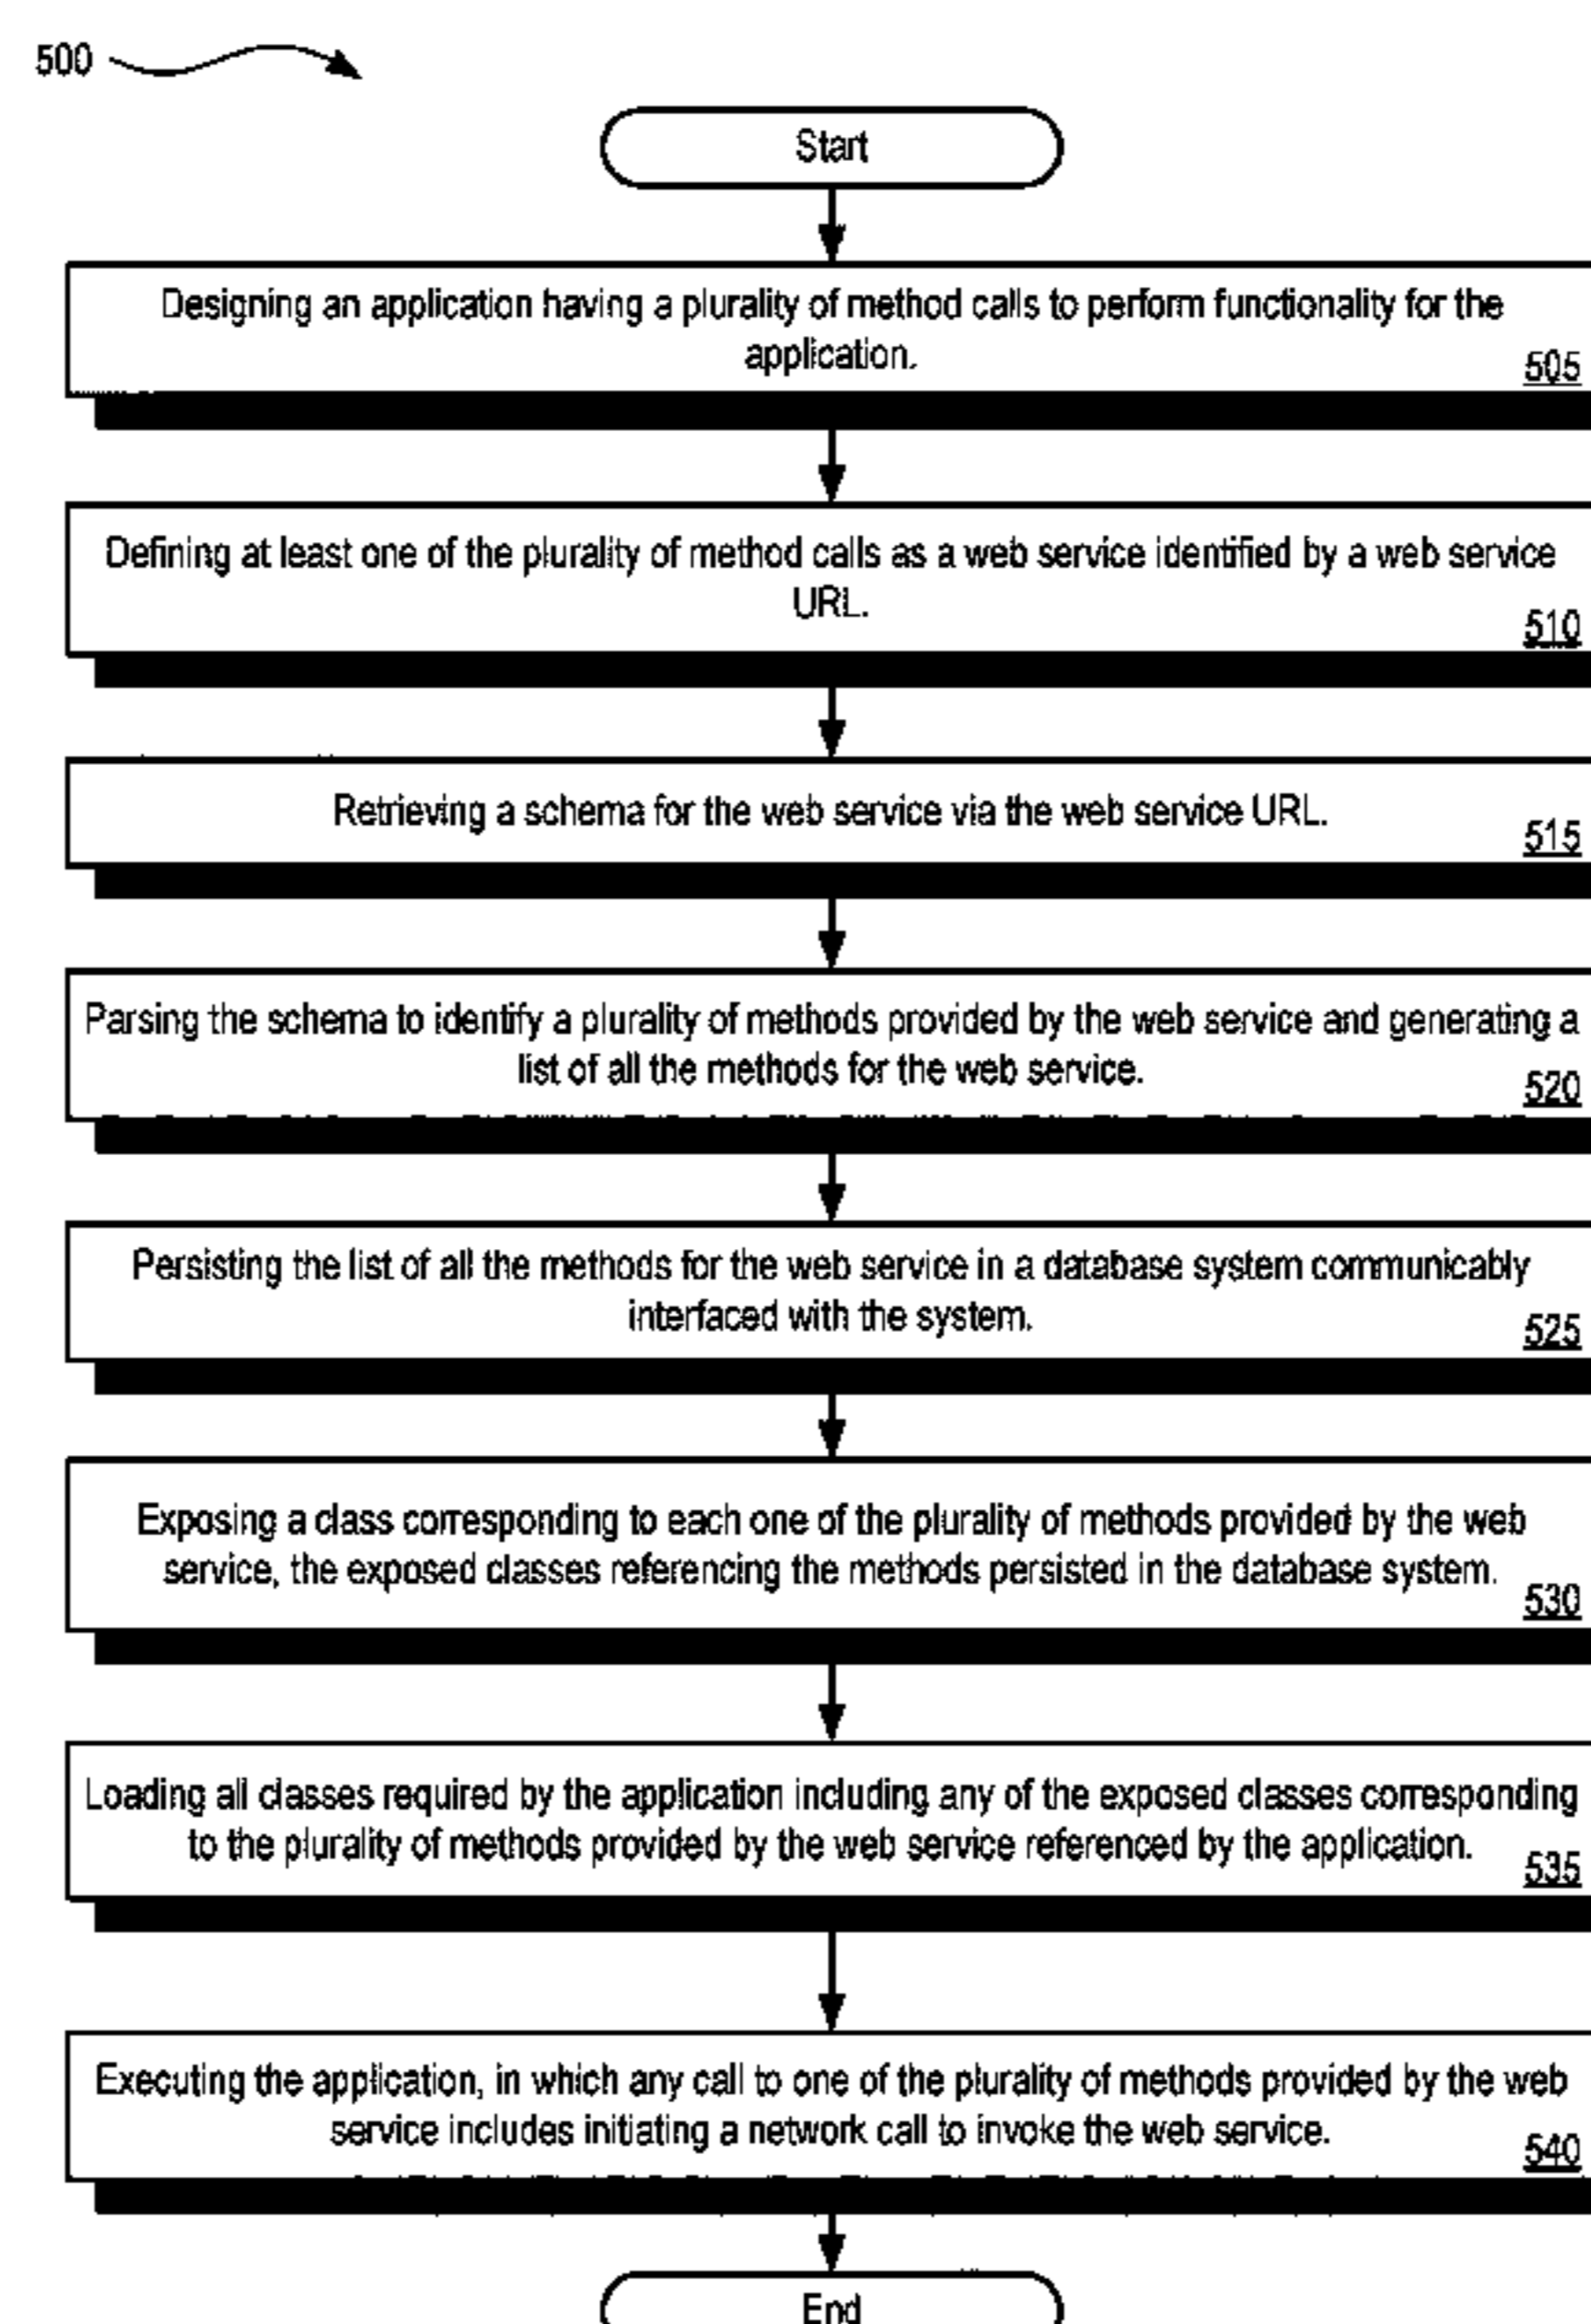 500
Start
Designing an application having a plurality of method calls to perform functionality for the
application.
505
Defining at least one of the plurality of method calls as a web service identified by a web service
URL.
510
Retrieving a schema for the web service via the web service URL.
515
Parsing the schema to identify a plurality of methods provided by the web service and generating a
list of all the methods for the web service.
520
Persisting the list of all the methods for the web service in a database system communicably
interfaced with the system.
525
Exposing a class corresponding to each one of the plurality of methods provided by the web
service, the exposed classes referencing the methods persisted in the database system.
530
Loading all classes required by the application including any of the exposed classes corresponding
to the plurality of methods provided by the web service referenced by the application.
535
Executing the application, in which any call to one of the plurality of methods provided by the web
service includes initiating a network call to invoke the web service.
540
End